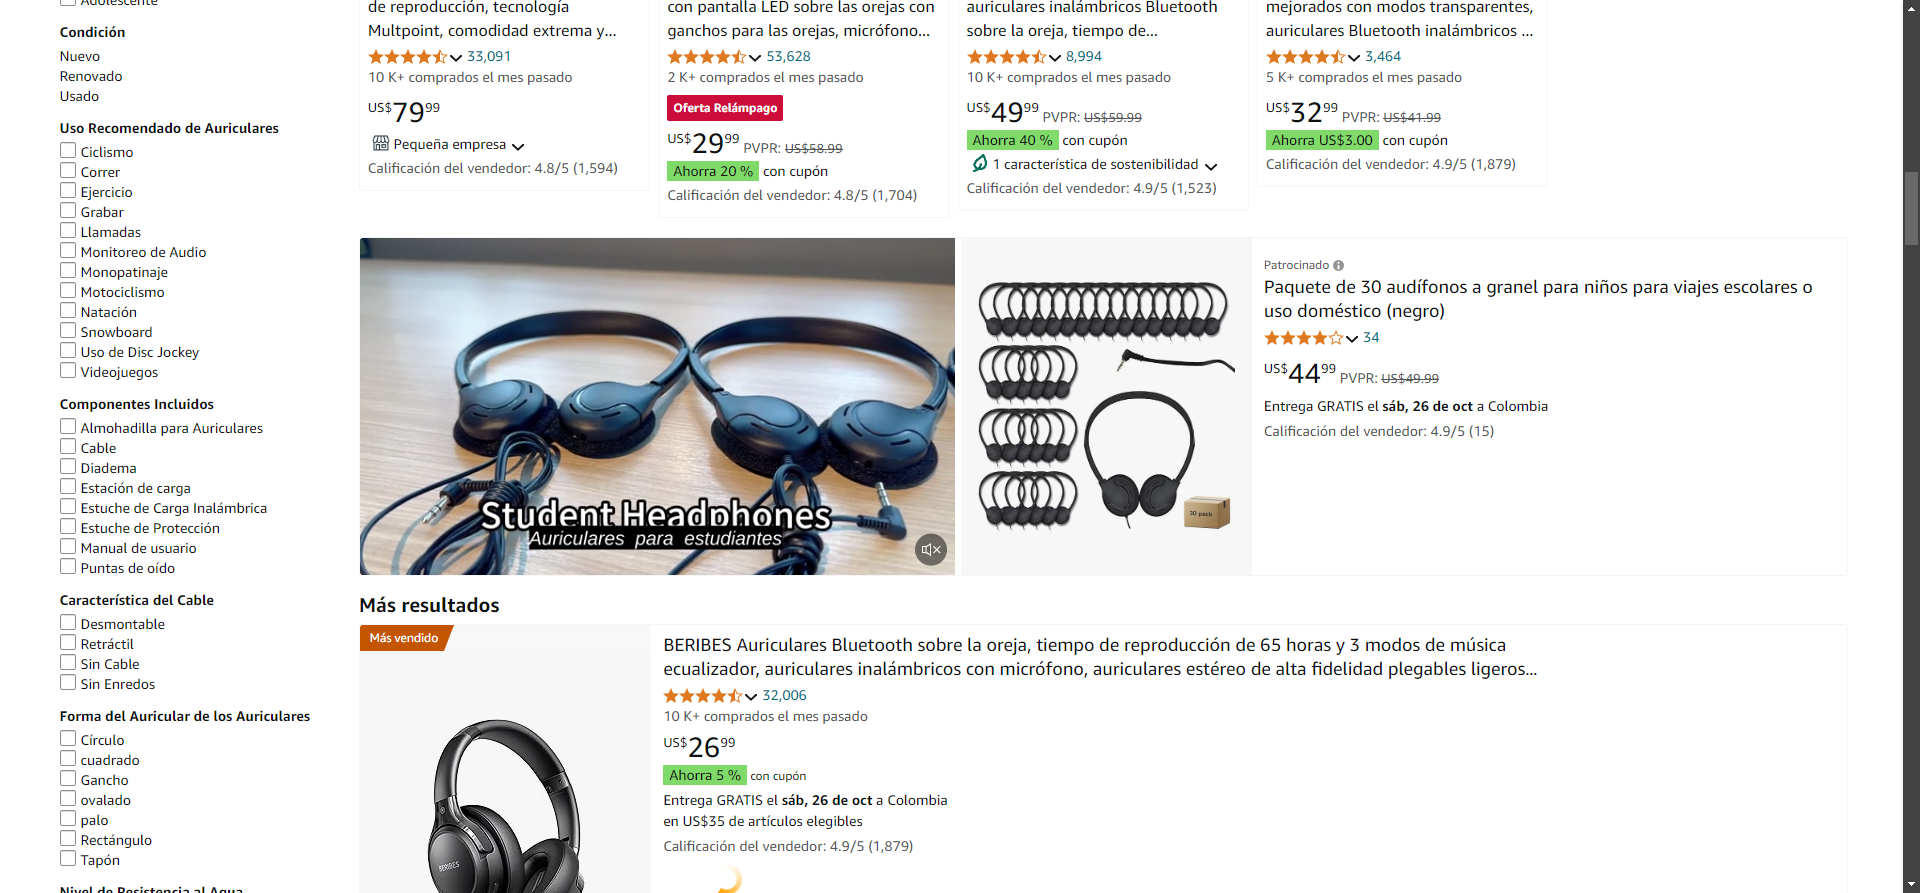 Adolescente
Condición
Nuevo
Renovado
Usado
Uso Recomendado de Auriculares
Ciclismo
Correr
Ejercicio
Grabar
Llamadas
Monitoreo de Audio
Monopatinaje
Motociclismo
Natación
Snowboard
Uso de Disc Jockey
Videojuegos
Componentes Incluidos
Almohadilla para Auriculares
Cable
Diadema
Estación de carga
Estuche de Carga Inalámbrica
Estuche de Protección
Manual de usuario
Puntas de oído
Característica del Cable
Desmontable
Retráctil
Sin Cable
Sin Enredos
Forma del Auricular de los Auriculares
Círculo
cuadrado
Gancho
ovalado
palo
Rectángulo
Tapón
Nivel de Resistencia al Agua
de reproducción, tecnología
Multpoint, comodidad extrema y...
33,091
10 K+ comprados el mes pasado
US$79.99
Pequeña empresa
Calificación del vendedor: 4.8/5 (1,594)
con pantalla LED sobre las orejas con
ganchos para las orejas, micrófono...
53,628
2 K+ comprados el mes pasado
Oferta Relámpago
US$29.99 PVPR: US$58.99
Ahorra 20 % con cupón
Calificación del vendedor: 4.8/5 (1,704)
auriculares inalámbricos Bluetooth
sobre la oreja, tiempo de...
8,994
10 K+ comprados el mes pasado
US$49.99 PVPR: US$59.99
Ahorra 40 % con cupón
1 característica de sostenibilidad
Calificación del vendedor: 4.9/5 (1,523)
mejorados con modos transparentes,
auriculares Bluetooth inalámbricos ...
3,464
5 K+ comprados el mes pasado
US$32.99 PVPR: US$41.99
Ahorra US$3.00 con cupón
Calificación del vendedor: 4.9/5 (1,879)
Student Headphones
Auriculares para estudiantes
30 pack
Patrocinado
Paquete de 30 audífonos a granel para niños para viajes escolares o
uso doméstico (negro)
34
US$44.99 PVPR: US$49.99
Entrega GRATIS el sáb, 26 de oct a Colombia
Calificación del vendedor: 4.9/5 (15)
Más resultados
Más vendido
BERIBES
BERIBES Auriculares Bluetooth sobre la oreja, tiempo de reproducción de 65 horas y 3 modos de música
ecualizador, auriculares inalámbricos con micrófono, auriculares estéreo de alta fidelidad plegables ligeros...
32,006
10 K+ comprados el mes pasado
US$26.99
Ahorra 5 % con cupón
Entrega GRATIS el sáb, 26 de oct a Colombia
en US$35 de artículos elegibles
Calificación del vendedor: 4.9/5 (1,879)